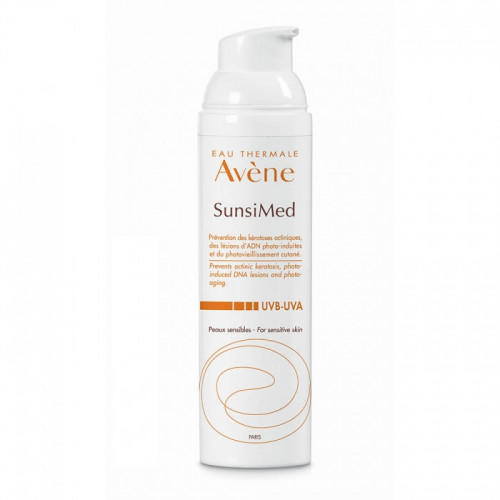 EAU THERMALE
Avène
SunsiMed
Prévention des kératoses actiniques,
des lésions d'ADN photo-induites
et du photovieillissement cutané.
Prevents actinic keratosis, photo-
induced DNA lesions and photo-
aging.
UVB-UVA
Peaux sensibles - For sensitive skin
PARIS